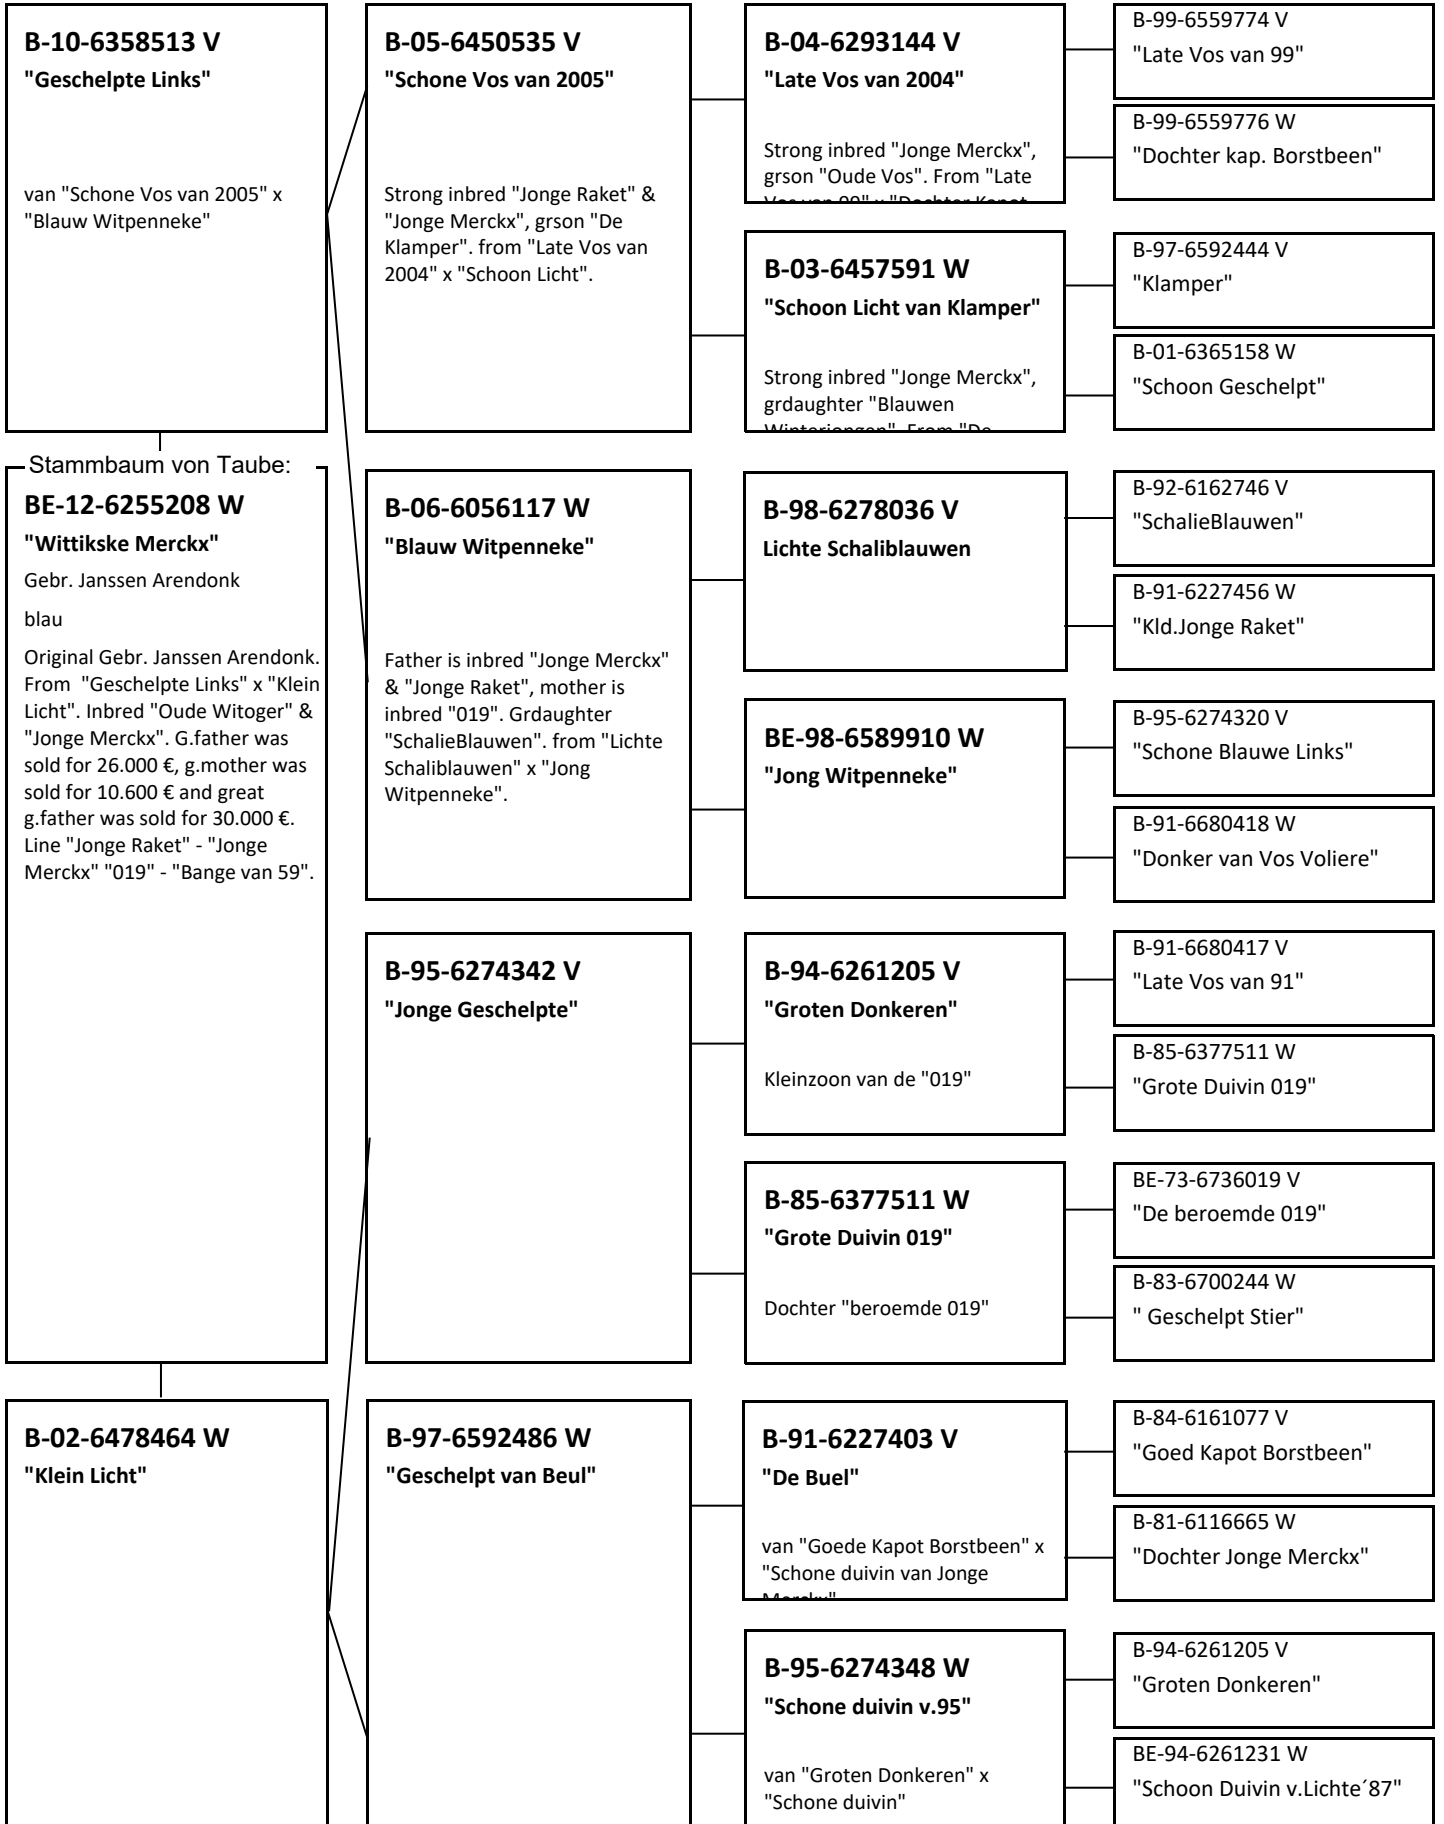 B-10-6358513 V
"Geschelpte Links"
van "Schone Vos van 2005" x
"Blauw Witpenneke"
Stammbaum von Taube:
BE-12-6255208 W
"Wittikske Merckx"
Gebr. Janssen Arendonk
blau
Original Gebr. Janssen Arendonk.
From "Geschelpte Links" x "Klein
Licht". Inbred "Oude Witoger" &
"Jonge Merckx". G.father was
sold for 26.000 €, g.mother was
sold for 10.600 € and great
g.father was sold for 30.000 €.
Line "Jonge Raket" - "Jonge
Merckx" "019" - "Bange van 59".
B-02-6478464 W
"Klein Licht"
B-05-6450535 V
"Schone Vos van 2005"
Strong inbred "Jonge Raket" &
"Jonge Merckx", grson "De
Klamper". from "Late Vos van
2004" x "Schoon Licht".
B-06-6056117 W
"Blauw Witpenneke"
Father is inbred "Jonge Merckx"
& "Jonge Raket", mother is
inbred "019". Grdaughter
"SchalieBlauwen". from "Lichte
Schaliblauwen" x "Jong
Witpenneke".
B-95-6274342 V
"Jonge Geschelpte"
B-97-6592486 W
"Geschelpt van Beul"
B-04-6293144 V
"Late Vos van 2004"
Strong inbred "Jonge Merckx",
grson "Oude Vos". From "Late
Vos van 99" x "Dochter Kapot
B-03-6457591 W
"Schoon Licht van Klamper"
Strong inbred "Jonge Merckx",
grdaughter "Blauwen
Winterjongen". From "De
B-98-6278036 V
Lichte Schaliblauwen
BE-98-6589910 W
"Jong Witpenneke"
B-94-6261205 V
"Groten Donkeren"
Kleinzoon van de "019"
B-85-6377511 W
"Grote Duivin 019"
Dochter "beroemde 019"
B-91-6227403 V
"De Buel"
van "Goede Kapot Borstbeen" x
"Schone duivin van Jonge
Merckx"
B-95-6274348 W
"Schone duivin v.95"
van "Groten Donkeren" x
"Schone duivin"
B-99-6559774 V
"Late Vos van 99"
B-99-6559776 W
"Dochter kap. Borstbeen"
B-97-6592444 V
"Klamper"
B-01-6365158 W
"Schoon Geschelpt"
B-92-6162746 V
"SchalieBlauwen"
B-91-6227456 W
"Kld.Jonge Raket"
B-95-6274320 V
"Schone Blauwe Links"
B-91-6680418 W
"Donker van Vos Voliere"
B-91-6680417 V
"Late Vos van 91"
B-85-6377511 W
"Grote Duivin 019"
BE-73-6736019 V
"De beroemde 019"
B-83-6700244 W
" Geschelpt Stier"
B-84-6161077 V
"Goed Kapot Borstbeen"
B-81-6116665 W
"Dochter Jonge Merckx"
B-94-6261205 V
"Groten Donkeren"
BE-94-6261231 W
"Schoon Duivin v.Lichte´87"